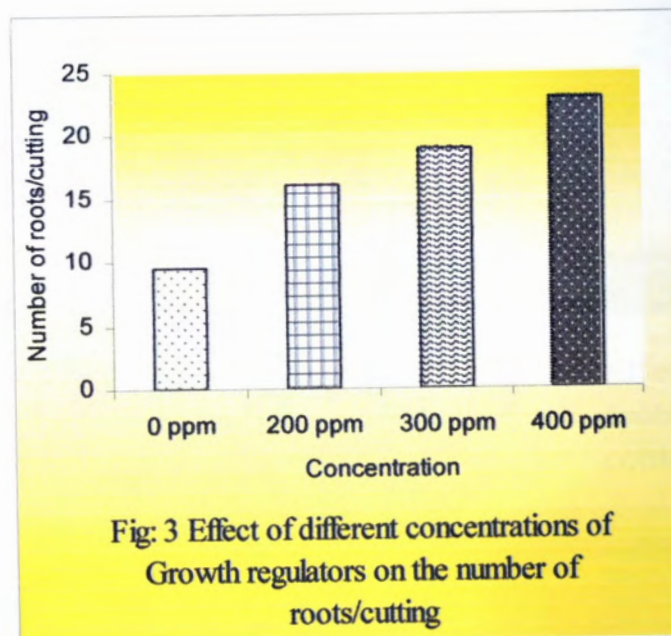 Number of roots/cutting
25
20
15
10
5
0
0 ppm
200 ppm
300 ppm
400 ppm
Concentration
Fig: 3 Effect of different concentrations of
Growth regulators on the number of
roots/cutting